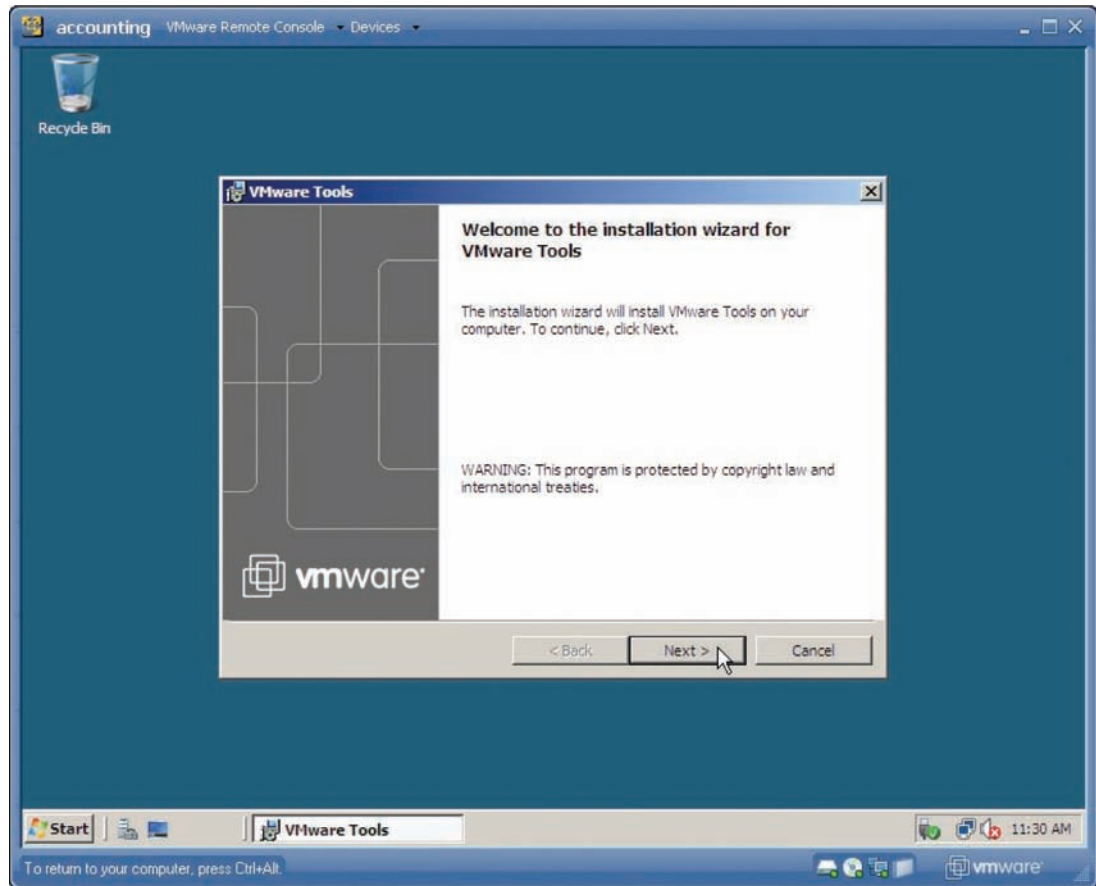 accounting VMware Remote Console Devices
Recycle Bin
VMware Tools
Welcome to the installation wizard for
VMware Tools
The installation wizard will install VMware Tools on your
computer. To continue, click Next.
WARNING: This program is protected by copyright law and
international treaties.
vmware
< Back Next > Cancel
Start VMware Tools 11:30 AM
To return to your computer, press Ctrl+Alt. vmware